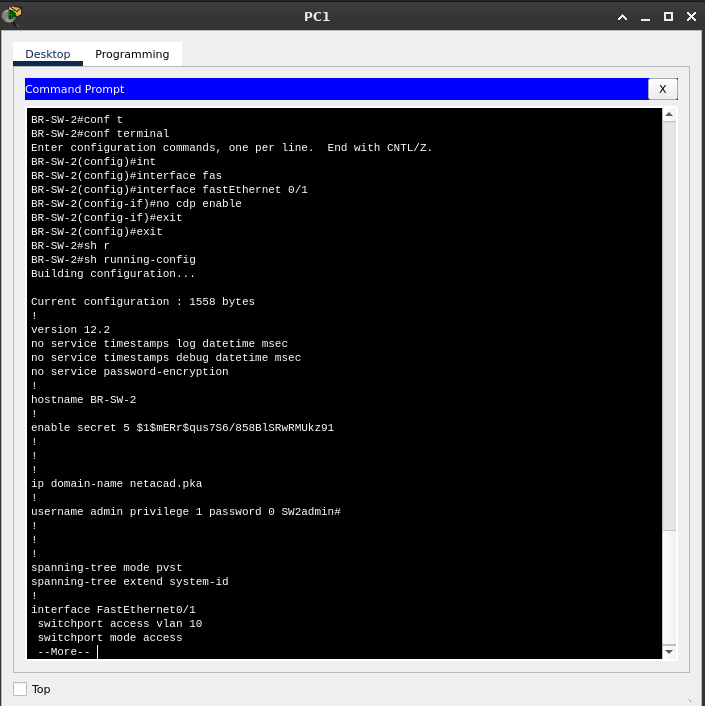 PC1
Desktop
Programming
Command Prompt
X
BR-SW-2#conf t
BR-SW-2#conf terminal
Enter configuration commands, one per line.  End with CNTL/Z.
BR-SW-2(config)#int
BR-SW-2(config)#interface fas
BR-SW-2(config)#interface fastEthernet 0/1
BR-SW-2(config-if)#no cdp enable
BR-SW-2(config-if)#exit
BR-SW-2(config)#exit
BR-SW-2#sh r
BR-SW-2#sh running-config
Building configuration...
Current configuration : 1558 bytes
!
version 12.2
no service timestamps log datetime msec
no service timestamps debug datetime msec
no service password-encryption
!
hostname BR-SW-2
!
enable secret 5 $1$mERr$qus7S6/858BlSRwRMUkz91
!
!
!
ip domain-name netacad.pka
!
username admin privilege 1 password 0 SW2admin#
!
!
!
spanning-tree mode pvst
spanning-tree extend system-id
!
interface FastEthernet0/1
 switchport access vlan 10
 switchport mode access
 --More--
Top